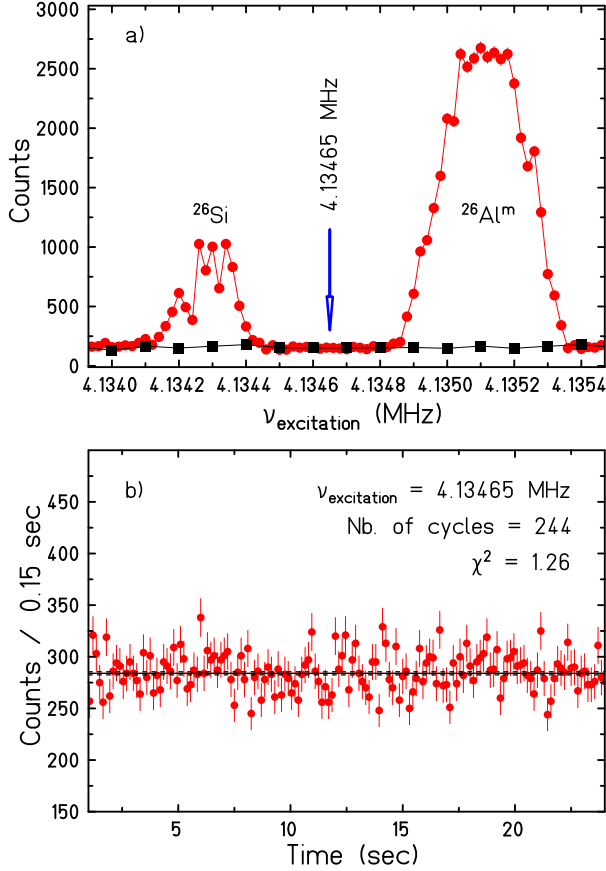 3000
a)
2500
2000
1500
1000
500
0
Counts
4.13465 MHz
²⁶Si
²⁶Alᵐ
4.1340 4.1342 4.1344 4.1346 4.1348 4.1350 4.1352 4.1354
νexcitation (MHz)
b)
νexcitation = 4.13465 MHz
Nb. of cycles = 244
χ² = 1.26
450
400
350
300
250
200
150
Counts / 0.15 sec
5 10 15 20
Time (sec)